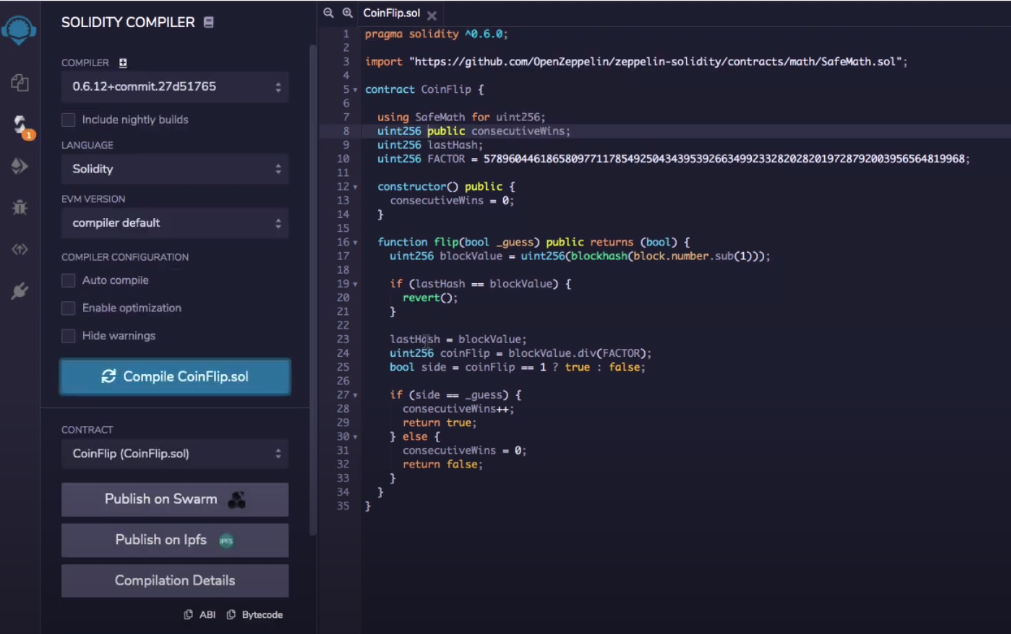 SOLIDITY COMPILER
COMPILER
0.6.12+commit.27d51765
Include nightly builds
LANGUAGE
Solidity
EVM VERSION
compiler default
COMPILER CONFIGURATION
Auto compile
Enable optimization
Hide warnings
Compile CoinFlip.sol
CONTRACT
CoinFlip (CoinFlip.sol)
Publish on Swarm
Publish on Ipfs
IPFS
Compilation Details
ABI
Bytecode
1
CoinFlip.sol
1 pragma solidity ^0.6.0;
2
3 import "https://github.com/OpenZeppelin/zeppelin-solidity/contracts/math/SafeMath.sol";
4
5 contract CoinFlip {
6
7 using SafeMath for uint256;
8 uint256 public consecutiveWins;
9 uint256 lastHash;
10 uint256 FACTOR = 57896044618658097711785492504343953926634992332820282019728792003956564819968;
11
12 constructor() public {
13 consecutiveWins = 0;
14 }
15
16 function flip(bool _guess) public returns (bool) {
17 uint256 blockValue = uint256(blockhash(block.number.sub(1)));
18
19 if (lastHash == blockValue) {
20 revert();
21 }
22
23 lastHash = blockValue;
24 uint256 coinFlip = blockValue.div(FACTOR);
25 bool side = coinFlip == 1 ? true : false;
26
27 if (side == _guess) {
28 consecutiveWins++;
29 return true;
30 } else {
31 consecutiveWins = 0;
32 return false;
33 }
34 }
35 }